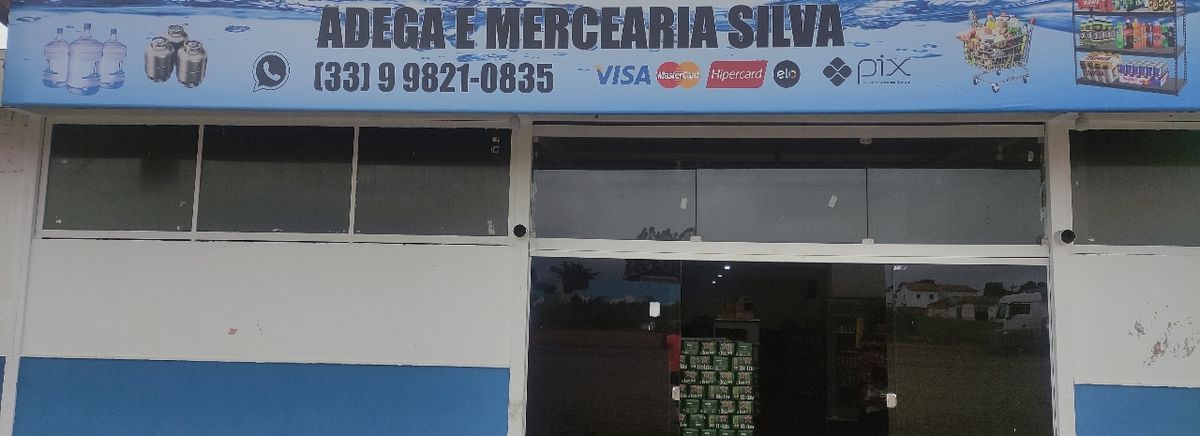 ADEGA E MERCEARIA SILVA
(33) 9 9821-0835 VISA MasterCard Hipercard elo pix